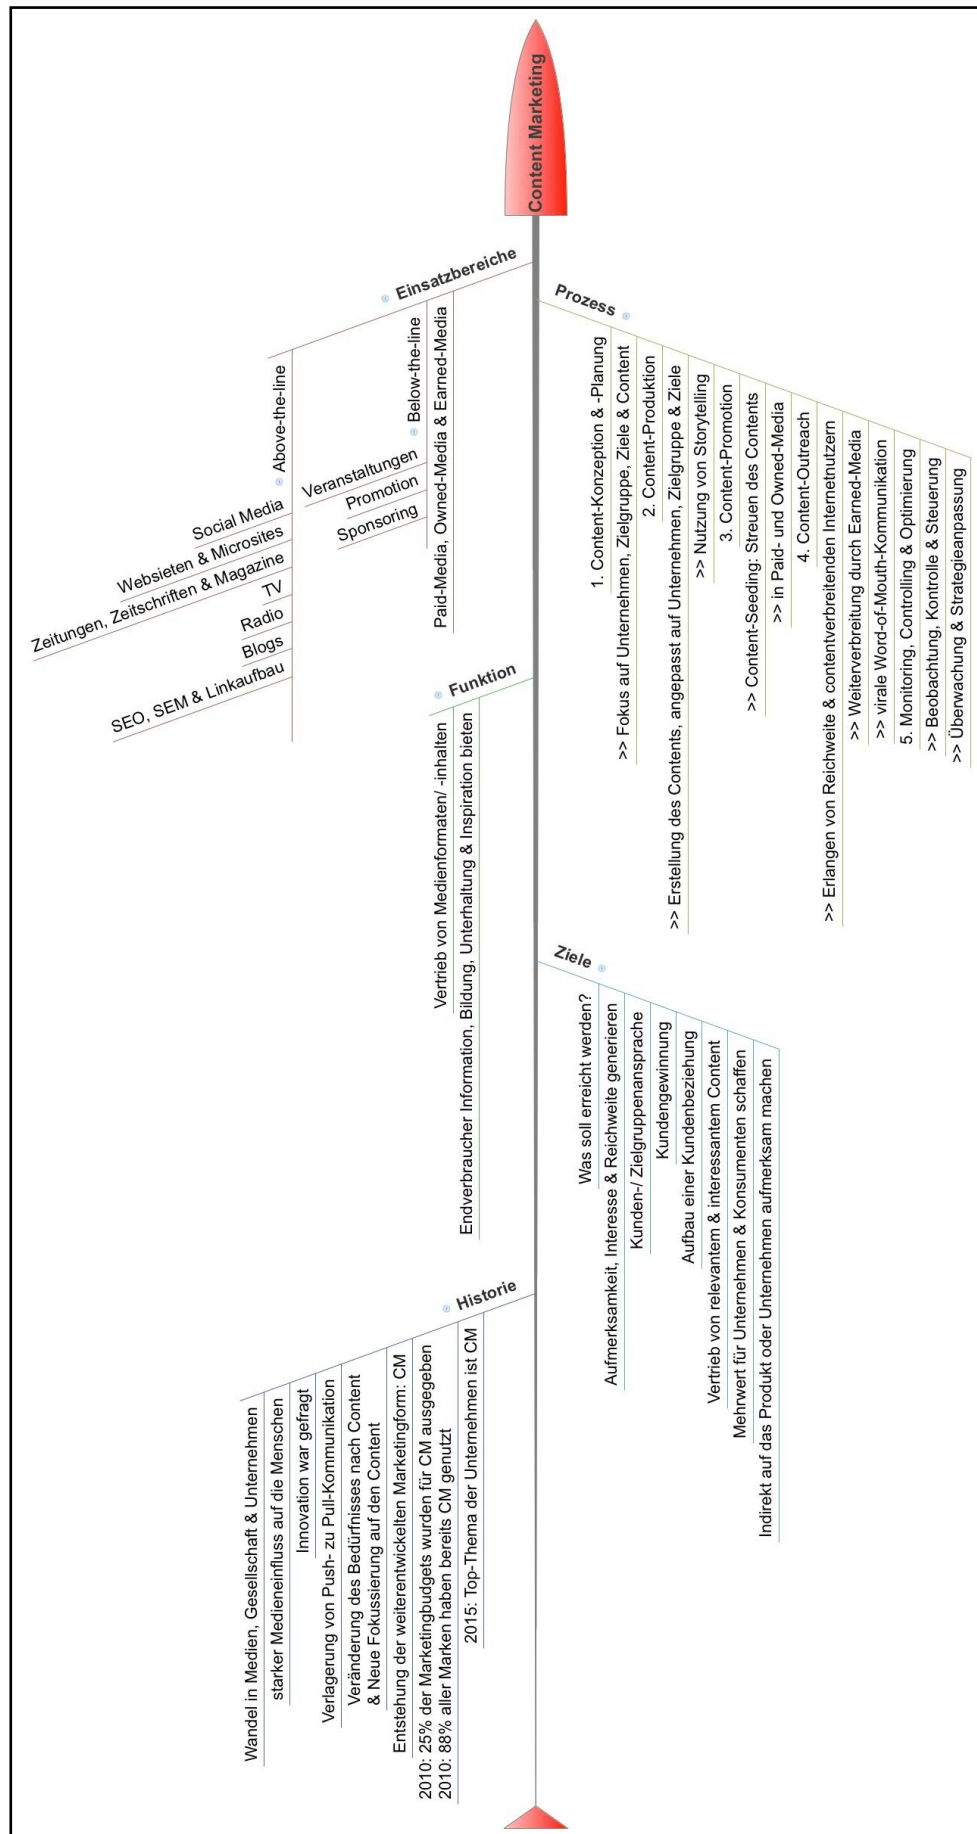 Content Marketing
Historie
Wandel in Medien, Gesellschaft & Unternehmen
starker Medieneinfluss auf die Menschen
Innovation war gefragt
Verlagerung von Push- zu Pull-Kommunikation
Veränderung des Bedürfnisses nach Content
& Neue Fokussierung auf den Content
Entstehung der weiterentwickelten Marketingform: CM
2010: 25% der Marketingbudgets wurden für CM ausgegeben
2010: 88% aller Marken haben bereits CM genutzt
2015: Top-Thema der Unternehmen ist CM
Funktion
Vertrieb von Medienformaten/ -inhalten
Endverbraucher Information, Bildung, Unterhaltung & Inspiration bieten
Einsatzbereiche
Above-the-line
Social Media
Websieten & Microsites
Zeitungen, Zeitschriften & Magazine
TV
Radio
Blogs
SEO, SEM & Linkaufbau
Below-the-line
Veranstaltungen
Promotion
Sponsoring
Paid-Media, Owned-Media & Earned-Media
Ziele
Was soll erreicht werden?
Aufmerksamkeit, Interesse & Reichweite generieren
Kunden-/ Zielgruppenansprache
Kundengewinnung
Aufbau einer Kundenbeziehung
Vertrieb von relevantem & interessantem Content
Mehrwert für Unternehmen & Konsumenten schaffen
Indirekt auf das Produkt oder Unternehmen aufmerksam machen
Prozess
1. Content-Konzeption & -Planung
>> Fokus auf Unternehmen, Zielgruppe, Ziele & Content
2. Content-Produktion
>> Erstellung des Contents, angepasst auf Unternehmen, Zielgruppe & Ziele
>> Nutzung von Storytelling
3. Content-Promotion
>> Content-Seeding: Streuen des Contents
>> in Paid- und Owned-Media
4. Content-Outreach
>> Erlangen von Reichweite & contentverbreitenden Internetnutzern
>> Weiterverbreitung durch Earned-Media
>> virale Word-of-Mouth-Kommunikation
5. Monitoring, Controlling & Optimierung
>> Beobachtung, Kontrolle & Steuerung
>> Überwachung & Strategieanpassung